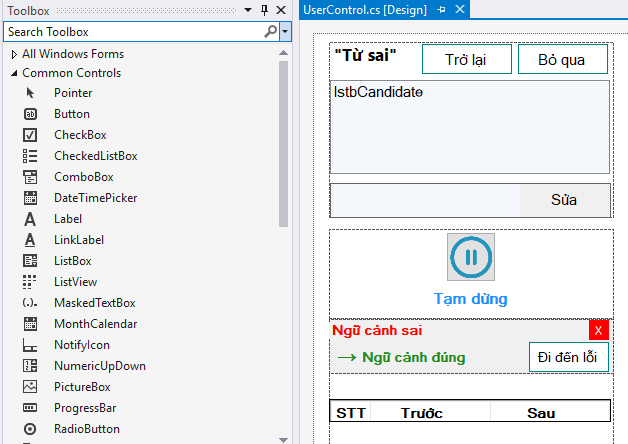 Toolbox
Search Toolbox
All Windows Forms
Common Controls
Pointer
Button
CheckBox
CheckedListBox
ComboBox
DateTimePicker
Label
LinkLabel
ListBox
ListView
MaskedTextBox
MonthCalendar
NotifyIcon
NumericUpDown
PictureBox
ProgressBar
RadioButton
UserControl.cs [Design]
"Từ sai" Trở lại Bỏ qua
lstbCandidate
Sửa
Tạm dừng
Ngữ cảnh sai X
→ Ngữ cảnh đúng Đi đến lỗi
STT Trước Sau